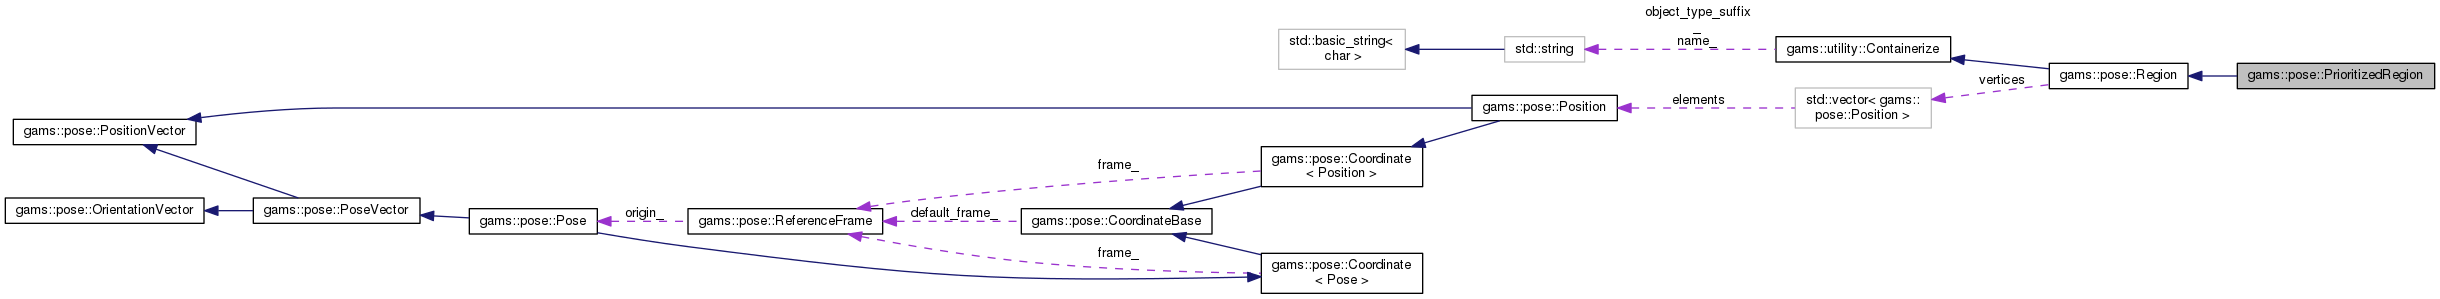 object_type_suffix
_
name_
std::basic_string<
char >
std::string
gams::utility::Containerize
gams::pose::Region
gams::pose::PrioritizedRegion
vertices
std::vector< gams::
pose::Position >
elements
gams::pose::Position
gams::pose::PositionVector
gams::pose::Coordinate
< Position >
frame_
gams::pose::OrientationVector
gams::pose::PoseVector
gams::pose::Pose
origin_
gams::pose::ReferenceFrame
default_frame_
gams::pose::CoordinateBase
frame_
gams::pose::Coordinate
< Pose >